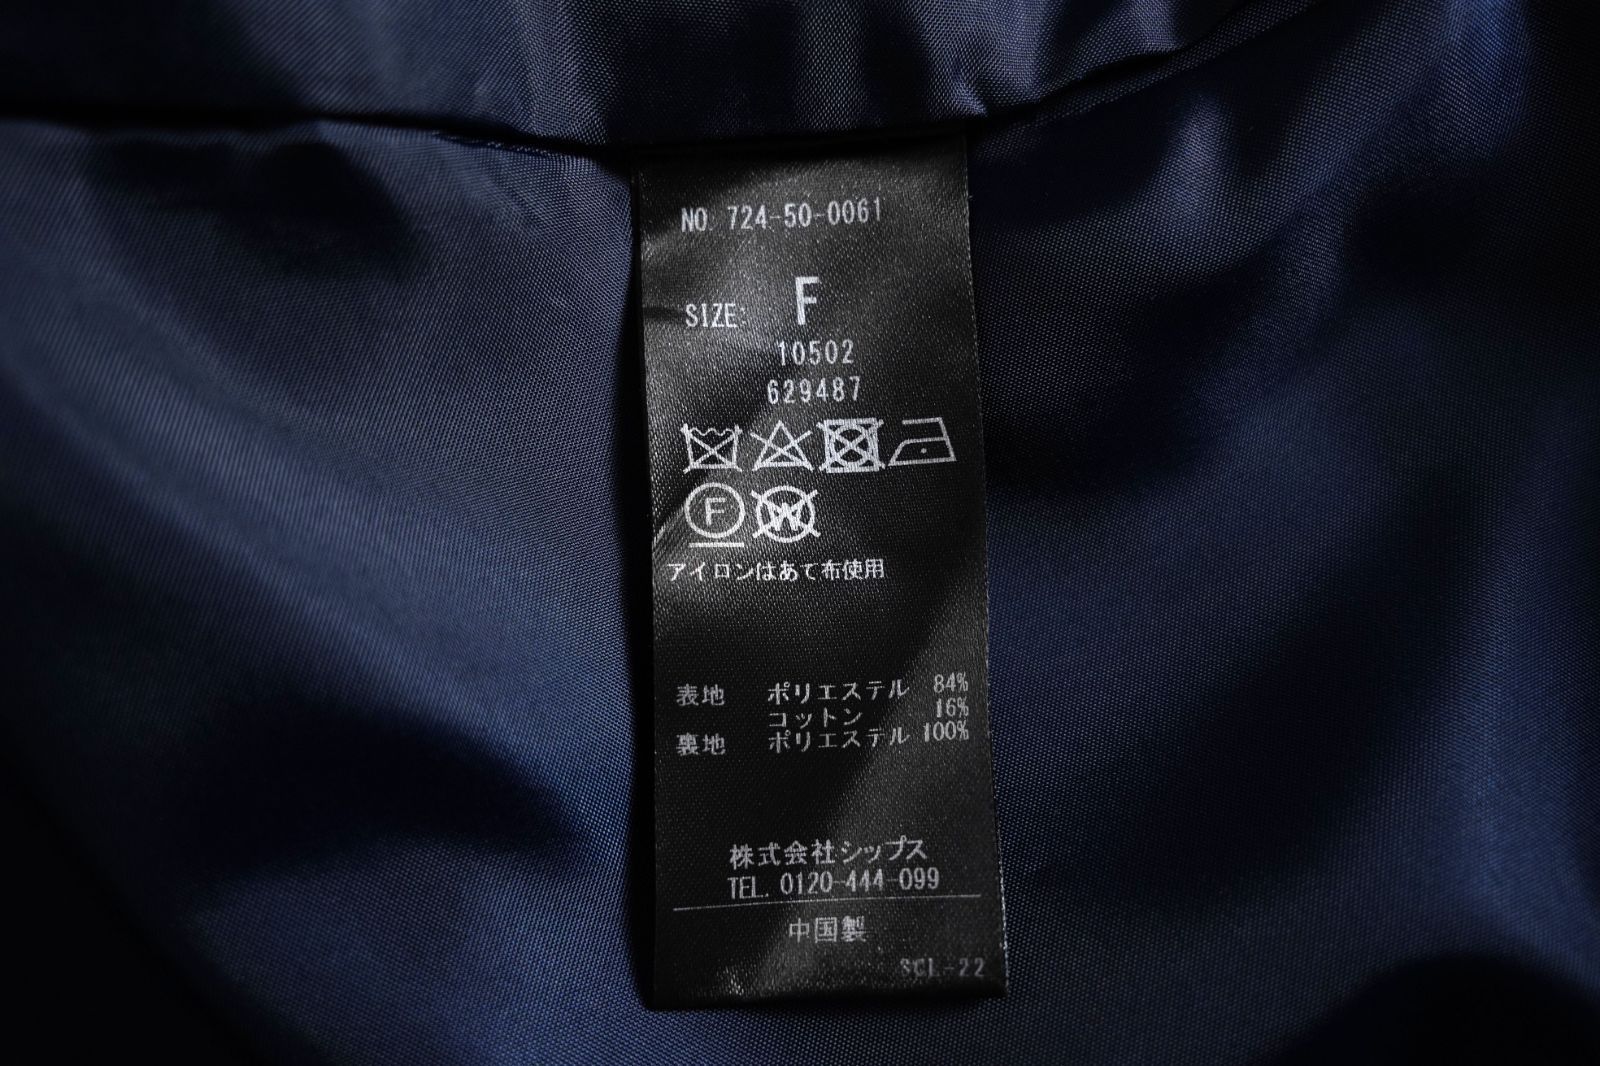 NO. 724-50-0061
SIZE: F
10502
629487
F W
アイロンはあて布使用
表地 ポリエステル 84%
コットン 16%
裏地 ポリエステル 100%
株式会社シップス
TEL. 0120-444-099
中国製
SCL-22